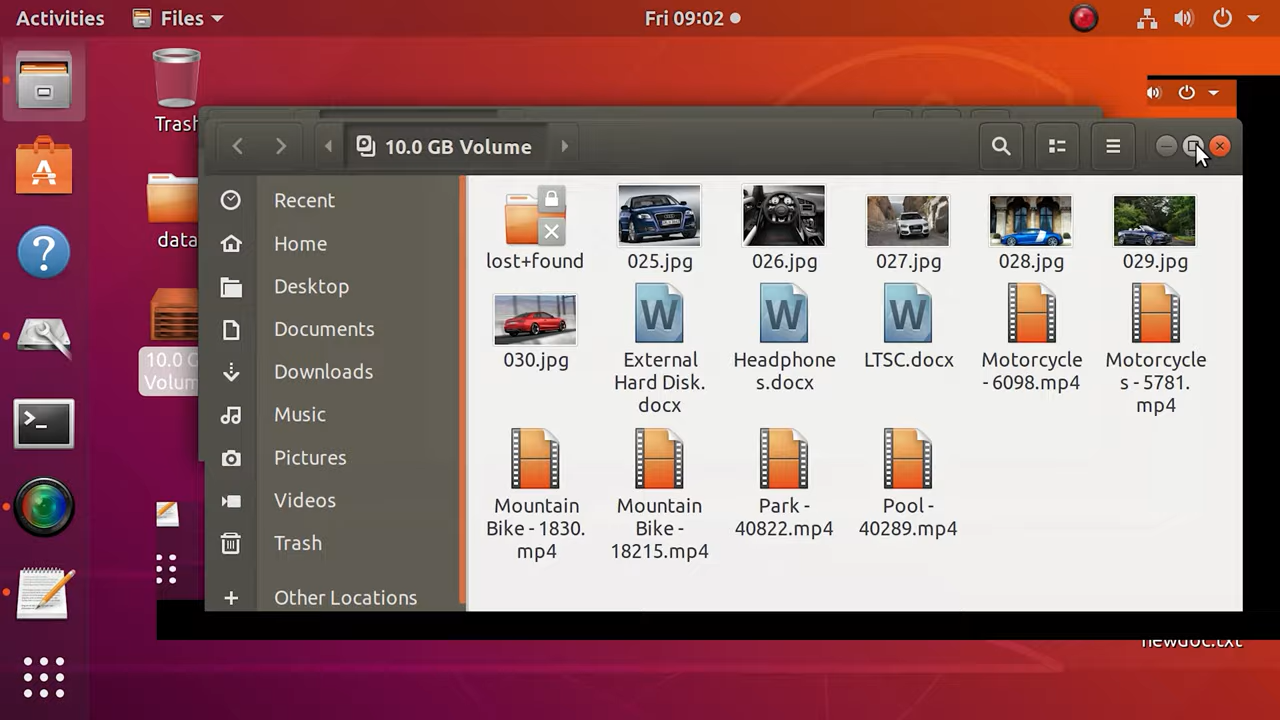 Activities
Files
Fri 09:02
Trash
data
10.0 G
Volum
10.0 GB Volume
Recent
Home
Desktop
Documents
Downloads
Music
Pictures
Videos
Trash
Other Locations
lost+found
025.jpg
026.jpg
027.jpg
028.jpg
029.jpg
030.jpg
External
Hard Disk.
docx
Headphone
s.docx
LTSC.docx
Motorcycle
- 6098.mp4
Motorcycle
s - 5781.
mp4
Mountain
Bike - 1830.
mp4
Mountain
Bike -
18215.mp4
Park -
40822.mp4
Pool -
40289.mp4
newdoc.txt